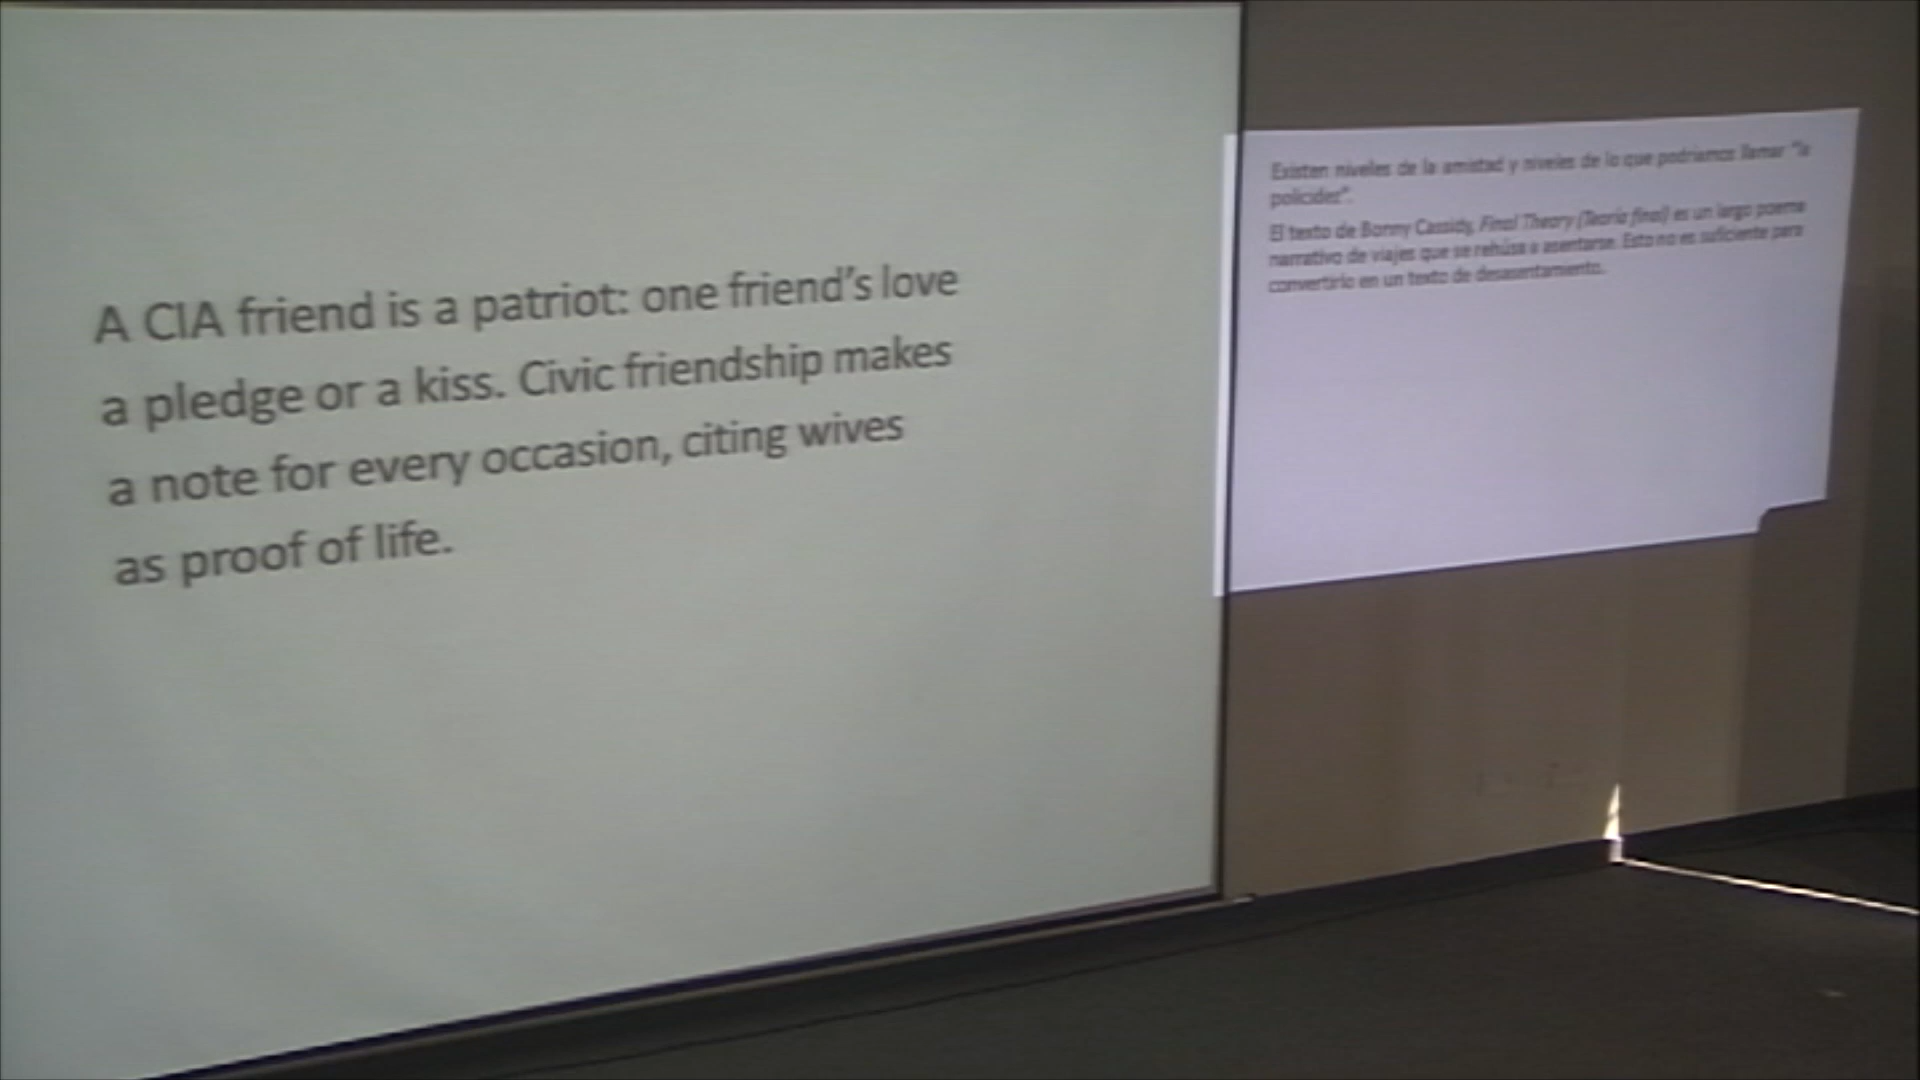 A CIA friend is a patriot: one friend's love
a pledge or a kiss. Civic friendship makes
a note for every occasion, citing wives
as proof of life.
Existen niveles de la amistad y niveles de lo que podríamos llamar "la
policidez".
El texto de Bonny Cassidy, Final Theory (Teoría final) es un largo poema
narrativo de viajes que se rehúsa a asentarse. Esto no es suficiente para
convertirlo en un texto de desasentamiento.